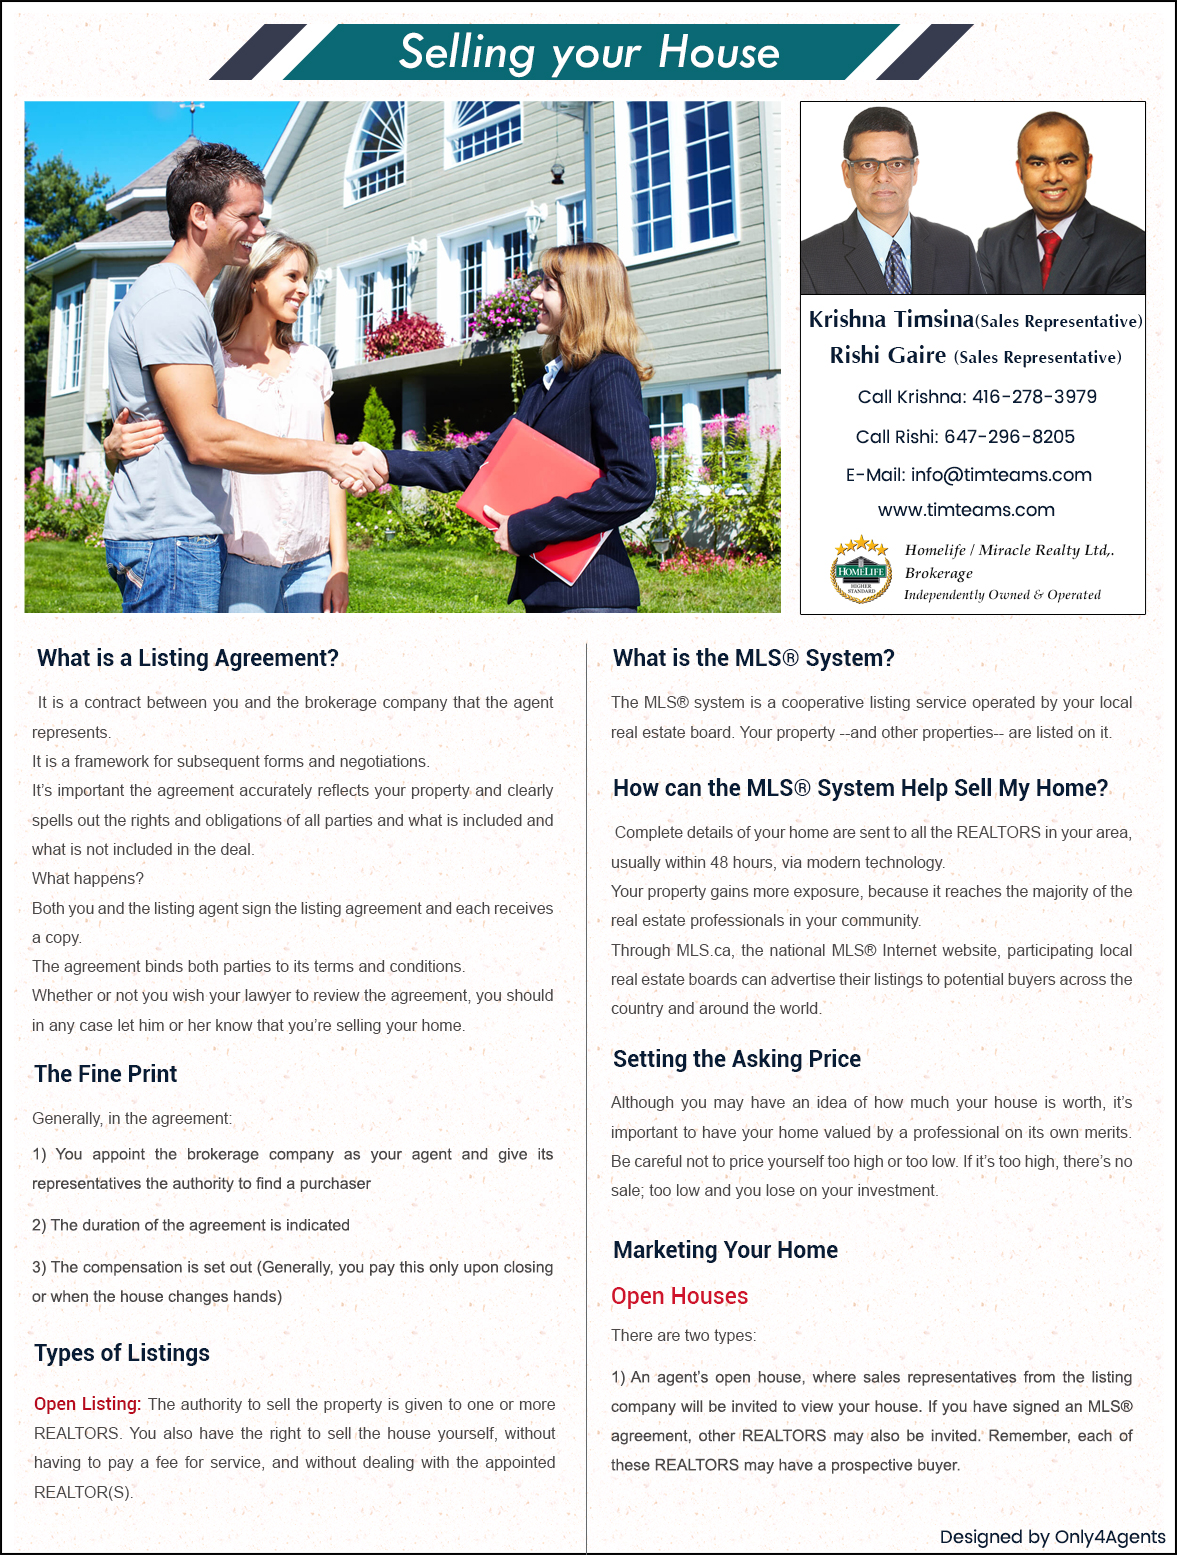 Selling your House
Krishna Timsina(Sales Representative)
Rishi Gaire (Sales Representative)
Call Krishna: 416-278-3979
Call Rishi: 647-296-8205
E-Mail: info@timteams.com
www.timteams.com
HOMELIFE
HIGHER
STANDARD
Homelife / Miracle Realty Ltd,.
Brokerage
Independently Owned & Operated
What is a Listing Agreement?
It is a contract between you and the brokerage company that the agent
represents.
It is a framework for subsequent forms and negotiations.
It’s important the agreement accurately reflects your property and clearly
spells out the rights and obligations of all parties and what is included and
what is not included in the deal.
What happens?
Both you and the listing agent sign the listing agreement and each receives
a copy.
The agreement binds both parties to its terms and conditions.
Whether or not you wish your lawyer to review the agreement, you should
in any case let him or her know that you’re selling your home.
The Fine Print
Generally, in the agreement:
1) You appoint the brokerage company as your agent and give its
representatives the authority to find a purchaser
2) The duration of the agreement is indicated
3) The compensation is set out (Generally, you pay this only upon closing
or when the house changes hands)
Types of Listings
Open Listing: The authority to sell the property is given to one or more
REALTORS. You also have the right to sell the house yourself, without
having to pay a fee for service, and without dealing with the appointed
REALTOR(S).
What is the MLS® System?
The MLS® system is a cooperative listing service operated by your local
real estate board. Your property --and other properties-- are listed on it.
How can the MLS® System Help Sell My Home?
Complete details of your home are sent to all the REALTORS in your area,
usually within 48 hours, via modern technology.
Your property gains more exposure, because it reaches the majority of the
real estate professionals in your community.
Through MLS.ca, the national MLS® Internet website, participating local
real estate boards can advertise their listings to potential buyers across the
country and around the world.
Setting the Asking Price
Although you may have an idea of how much your house is worth, it’s
important to have your home valued by a professional on its own merits.
Be careful not to price yourself too high or too low. If it’s too high, there’s no
sale; too low and you lose on your investment.
Marketing Your Home
Open Houses
There are two types:
1) An agent’s open house, where sales representatives from the listing
company will be invited to view your house. If you have signed an MLS®
agreement, other REALTORS may also be invited. Remember, each of
these REALTORS may have a prospective buyer.
Designed by Only4Agents